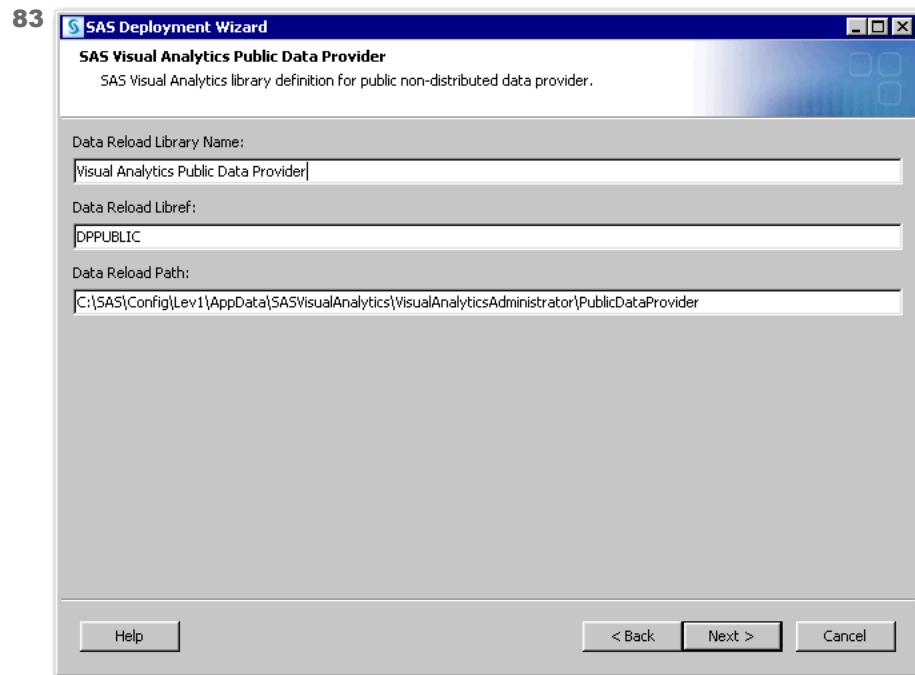 83
SAS Deployment Wizard
SAS Visual Analytics Public Data Provider
SAS Visual Analytics library definition for public non-distributed data provider.
Data Reload Library Name:
Visual Analytics Public Data Provider
Data Reload Libref:
DPPUBLIC
Data Reload Path:
C:\SAS\Config\Lev1\AppData\SASVisualAnalytics\VisualAnalyticsAdministrator\PublicDataProvider
Help
< Back
Next >
Cancel